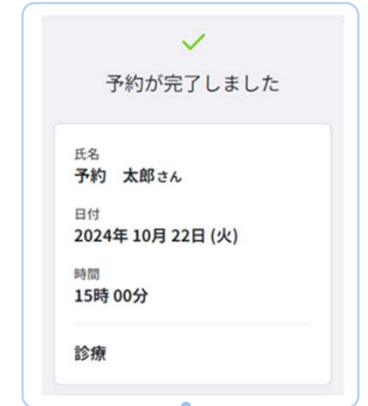 予約が完了しました
氏名
予約　太郎さん
日付
2024年 10月 22日 (火)
時間
15時 00分
診療